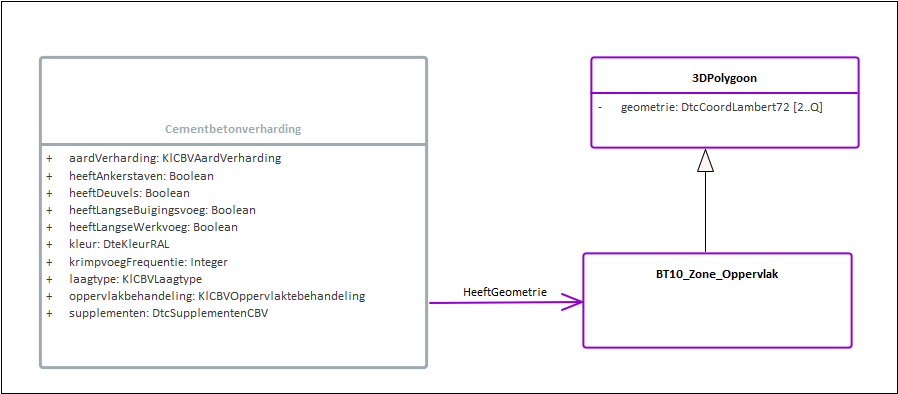 Cementbetonverharding
+ aardVerharding: KlCBVAardVerharding
+ heeftAnkerstaven: Boolean
+ heeftDeuvels: Boolean
+ heeftLangseBuigingsvoeg: Boolean
+ heeftLangseWerkvoeg: Boolean
+ kleur: DteKleurRAL
+ krimpvoegFrequentie: Integer
+ laagtype: KlCBVLaagtype
+ oppervlakbehandeling: KlCBVOppervlaktebehandeling
+ supplementen: DtcSupplementenCBV
HeeftGeometrie
3DPolygoon
- geometrie: DtcCoordLambert72 [2..Q]
BT10_Zone_Oppervlak